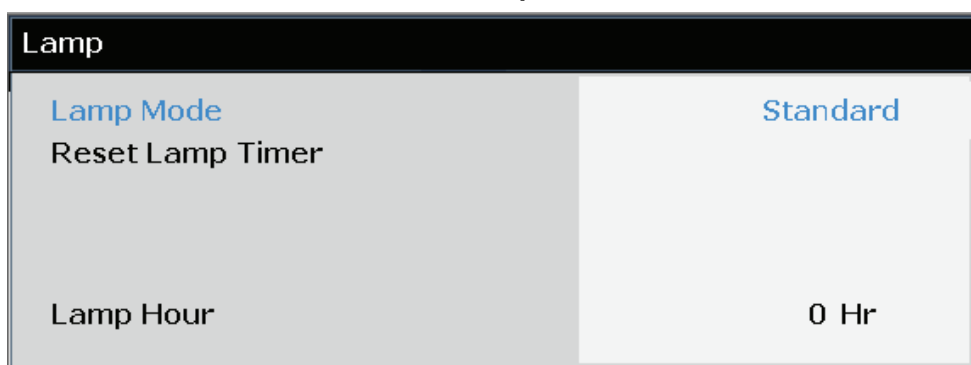 Lamp
Lamp Mode Standard
Reset Lamp Timer
Lamp Hour 0 Hr